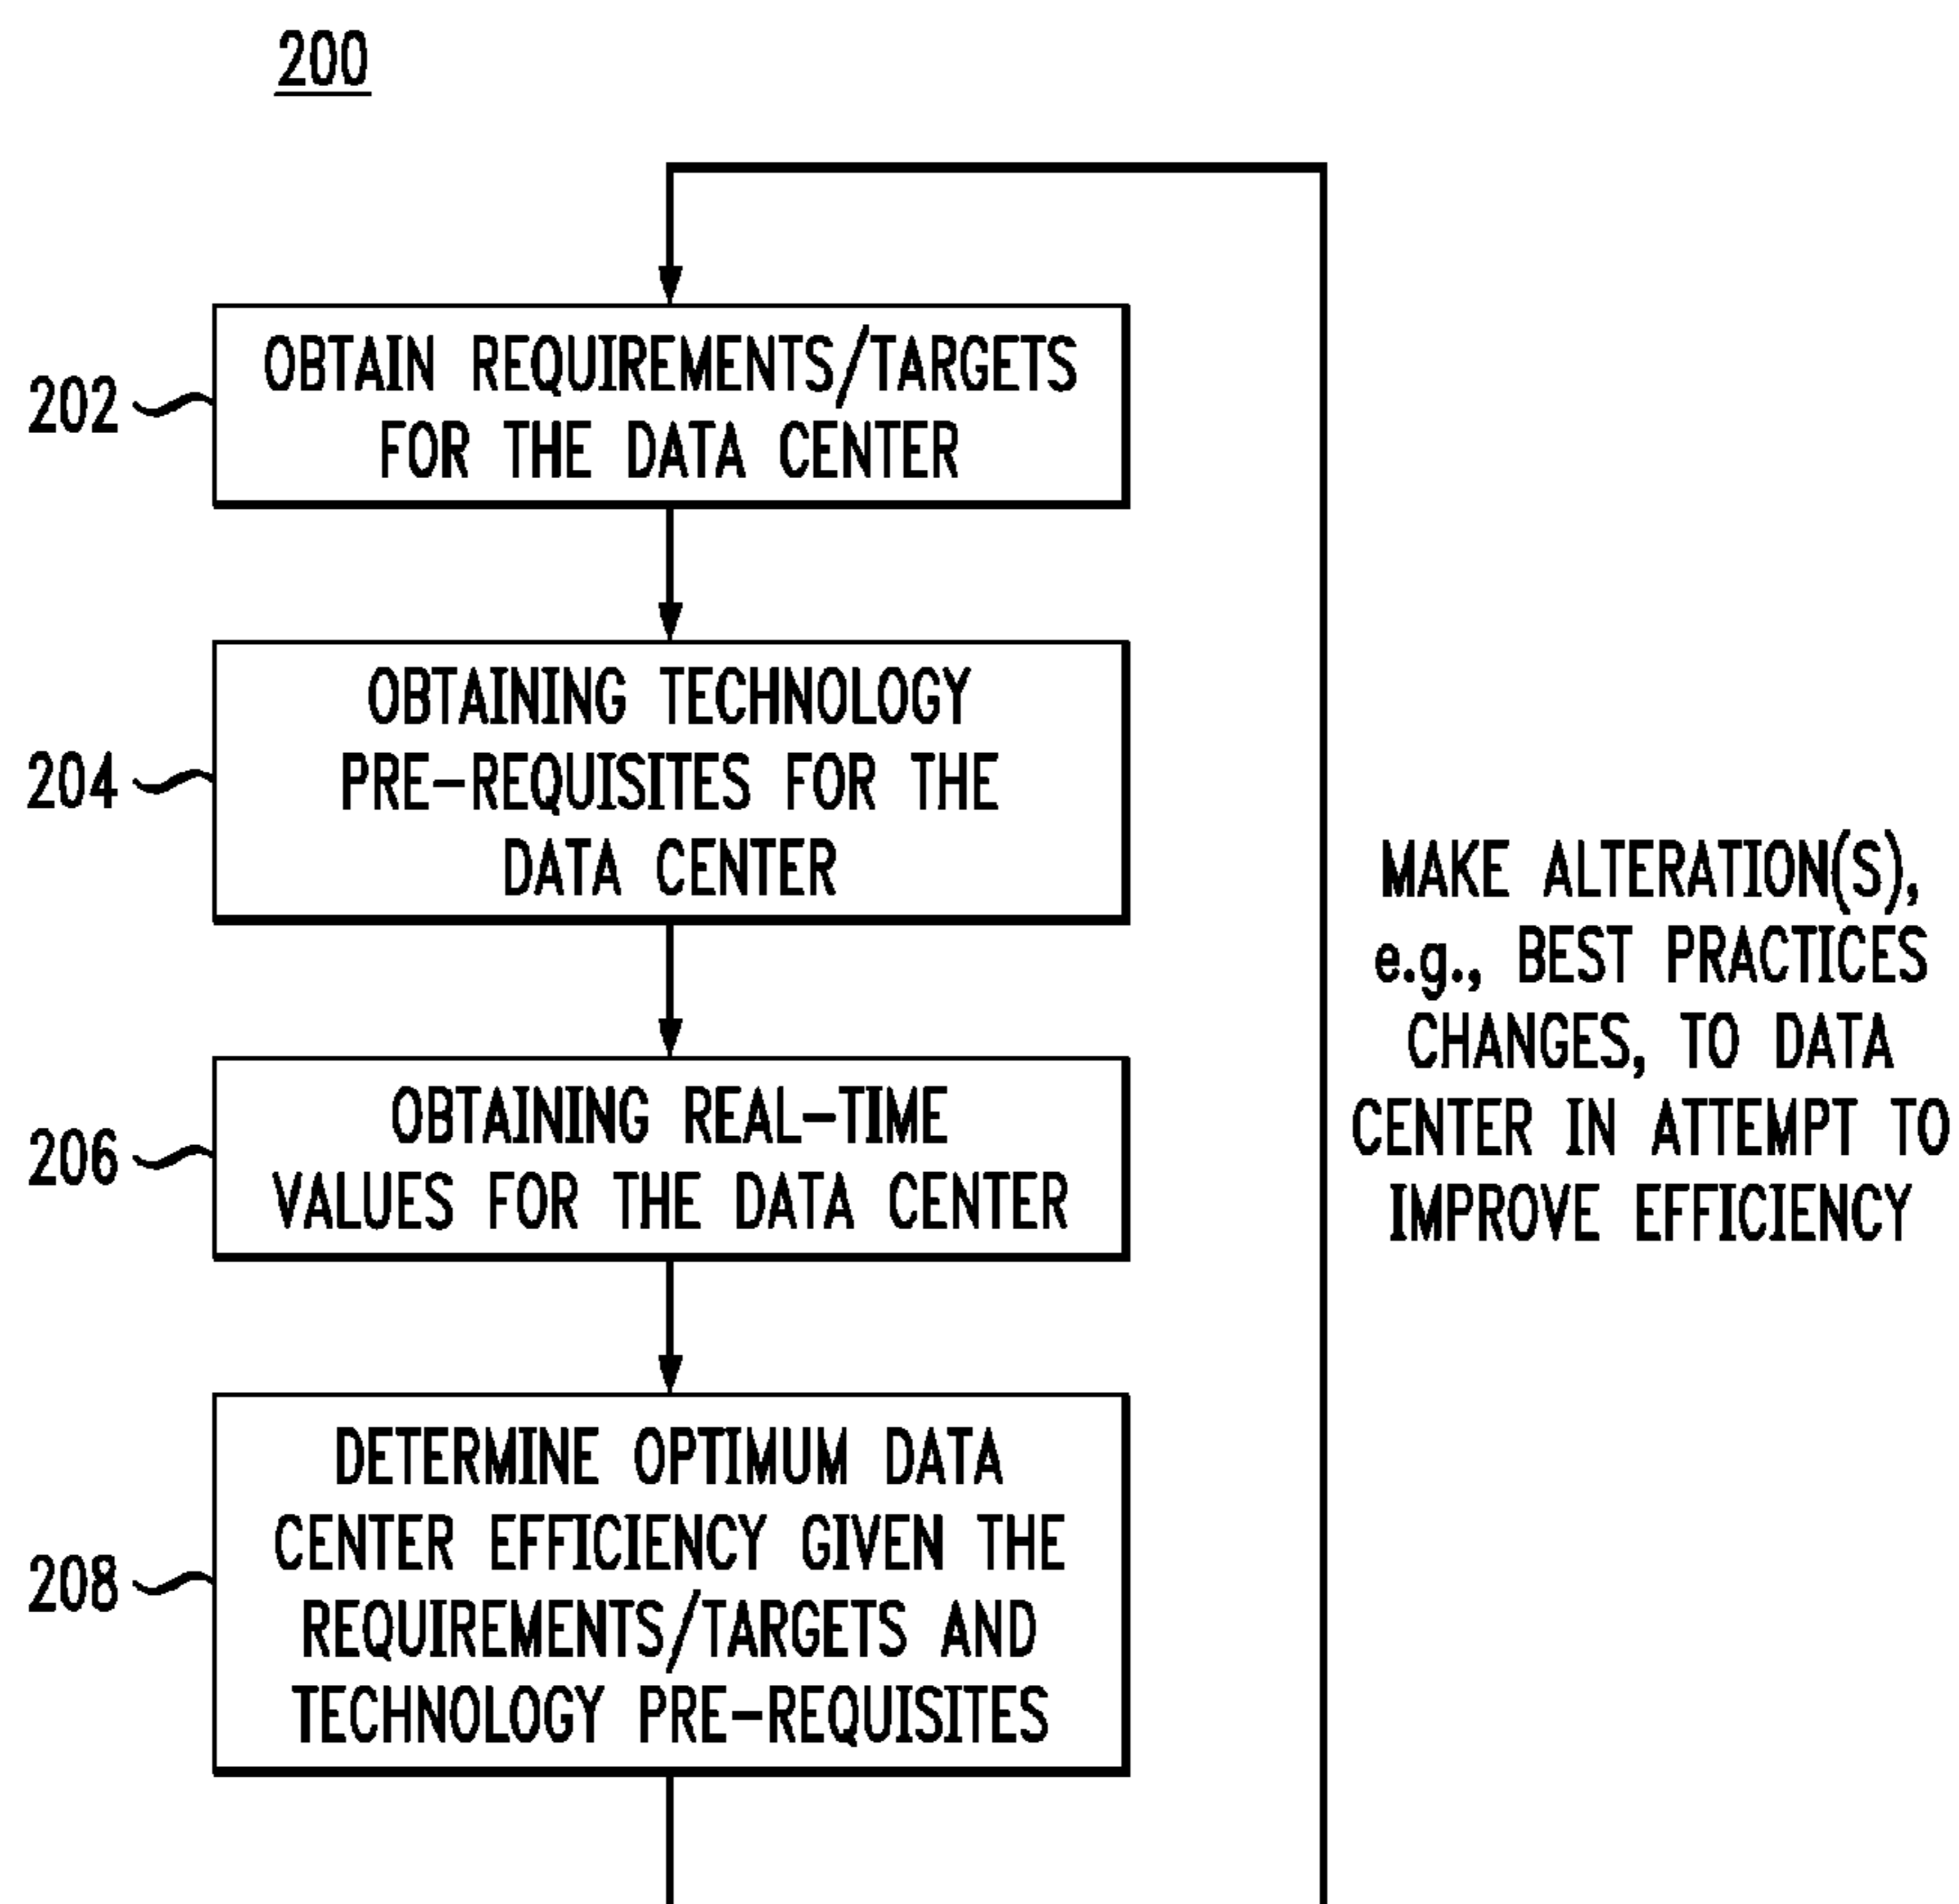 200
202
OBTAIN REQUIREMENTS/TARGETS
FOR THE DATA CENTER
204
OBTAINING TECHNOLOGY
PRE-REQUISITES FOR THE
DATA CENTER
206
OBTAINING REAL-TIME
VALUES FOR THE DATA CENTER
208
DETERMINE OPTIMUM DATA
CENTER EFFICIENCY GIVEN THE
REQUIREMENTS/TARGETS AND
TECHNOLOGY PRE-REQUISITES
MAKE ALTERATION(S),
e.g., BEST PRACTICES
CHANGES, TO DATA
CENTER IN ATTEMPT TO
IMPROVE EFFICIENCY